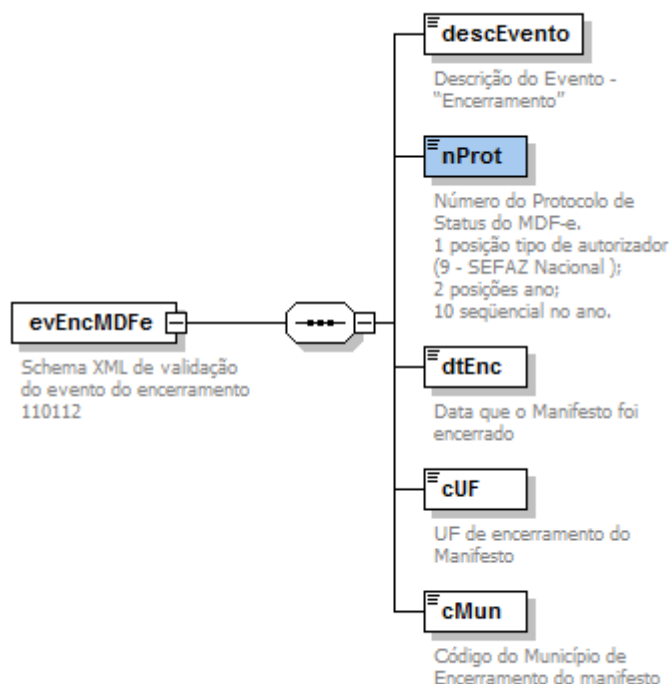 descEvento
Descrição do Evento -
"Encerramento"
nProt
Número do Protocolo de
Status do MDF-e.
1 posição tipo de autorizador
(9 - SEFAZ Nacional );
2 posições ano;
10 seqüencial no ano.
evEncMDFe
Schema XML de validação
do evento do encerramento
110112
dtEnc
Data que o Manifesto foi
encerrado
cUF
UF de encerramento do
Manifesto
cMun
Código do Município de
Encerramento do manifesto